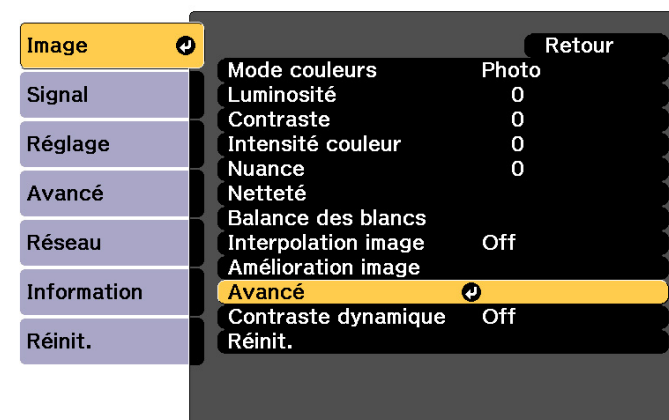 Image
Signal
Réglage
Avancé
Réseau
Information
Réinit.
Retour
Mode couleurs Photo
Luminosité 0
Contraste 0
Intensité couleur 0
Nuance 0
Netteté
Balance des blancs
Interpolation image Off
Amélioration image
Avancé
Contraste dynamique Off
Réinit.